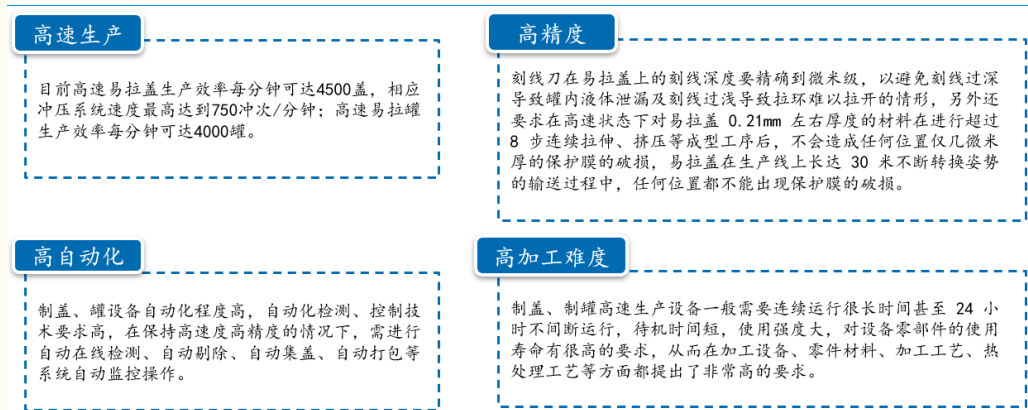 高速生产
目前高速易拉盖生产效率每分钟可达4500盖，相应
冲压系统速度最高达到750冲次/分钟；高速易拉罐
生产效率每分钟可达4000罐。
高精度
刻线刀在易拉盖上的刻线深度要精确到微米级，以避免刻线过深
导致罐内液体泄漏及刻线过浅导致拉环难以拉开的情形，另外还
要求在高速状态下对易拉盖 0.21mm 左右厚度的材料在进行超过
8 步连续拉伸、挤压等成型工序后，不会造成任何位置仅几微米
厚的保护膜的破损，易拉盖在生产线上长达 30 米不断转换姿势
的输送过程中，任何位置都不能出现保护膜的破损。
高自动化
制盖、罐设备自动化程度高，自动化检测、控制技
术要求高，在保持高速度高精度的情况下，需进行
自动在线检测、自动剔除、自动集盖、自动打包等
系统自动监控操作。
高加工难度
制盖、制罐高速生产设备一般需要连续运行很长时间甚至 24 小
时不间断运行，待机时间短，使用强度大，对设备零部件的使用
寿命有很高的要求，从而在加工设备、零件材料、加工工艺、热
处理工艺等方面都提出了非常高的要求。